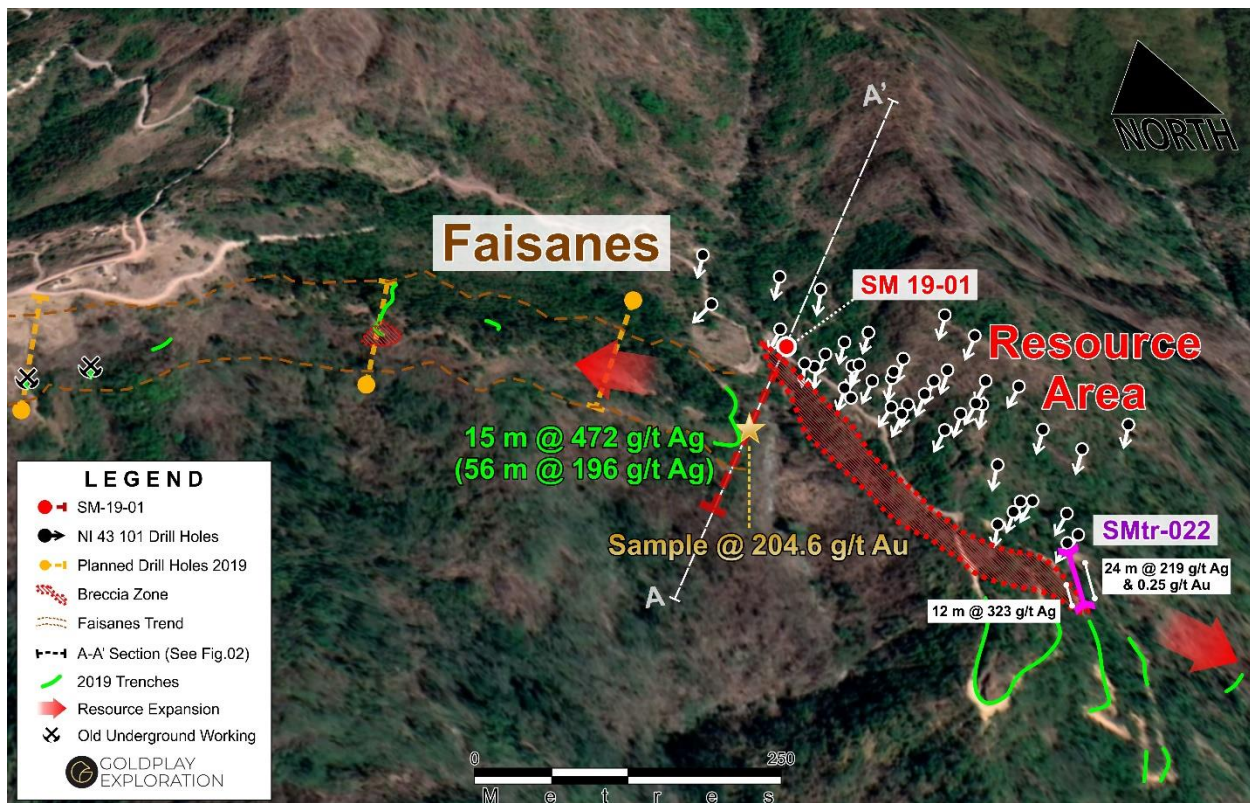 A'
NORTH
Faisanes
SM 19-01
Resource
Area
15 m @ 472 g/t Ag
(56 m @ 196 g/t Ag)
Sample @ 204.6 g/t Au
A
SMtr-022
24 m @ 219 g/t Ag
& 0.25 g/t Au
12 m @ 323 g/t Ag
LEGEND
SM-19-01
NI 43 101 Drill Holes
Planned Drill Holes 2019
Breccia Zone
Faisanes Trend
A-A' Section (See Fig.02)
2019 Trenches
Resource Expansion
Old Underground Working
GOLDPLAY
EXPLORATION
0 250
Metres